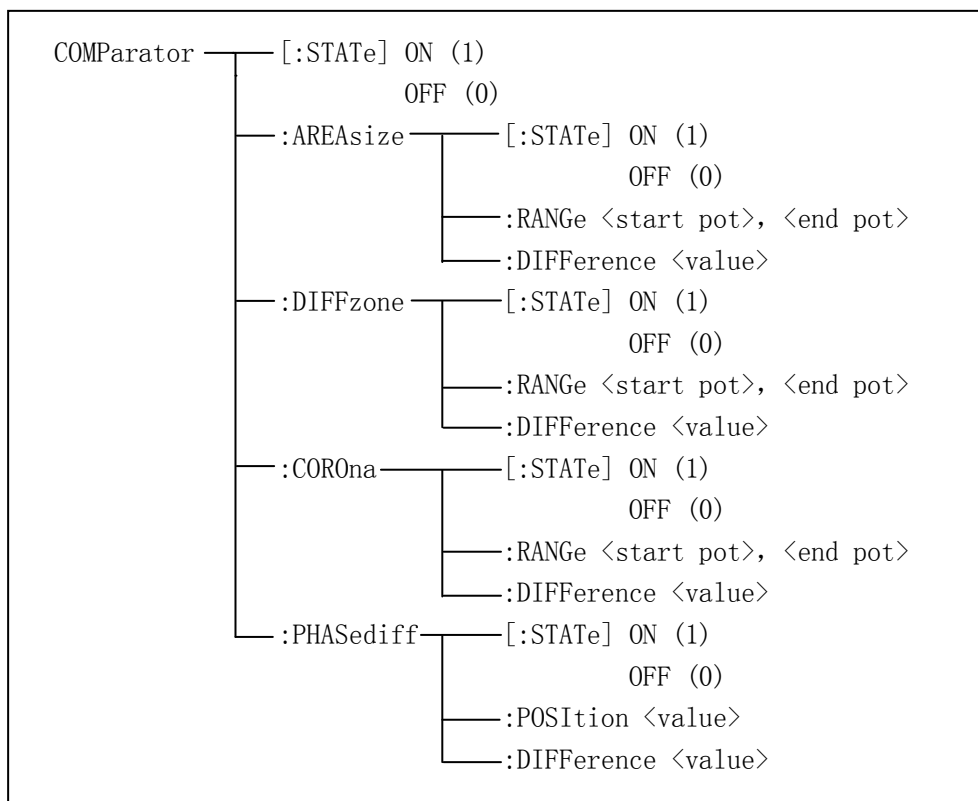 COMParator [:STATe] ON (1)
OFF (0)
:AREAsize [:STATe] ON (1)
OFF (0)
:RANGe <start pot>, <end pot>
:DIFFerence <value>
:DIFFzone [:STATe] ON (1)
OFF (0)
:RANGe <start pot>, <end pot>
:DIFFerence <value>
:COROna [:STATe] ON (1)
OFF (0)
:RANGe <start pot>, <end pot>
:DIFFerence <value>
:PHASediff [:STATe] ON (1)
OFF (0)
:POSItion <value>
:DIFFerence <value>